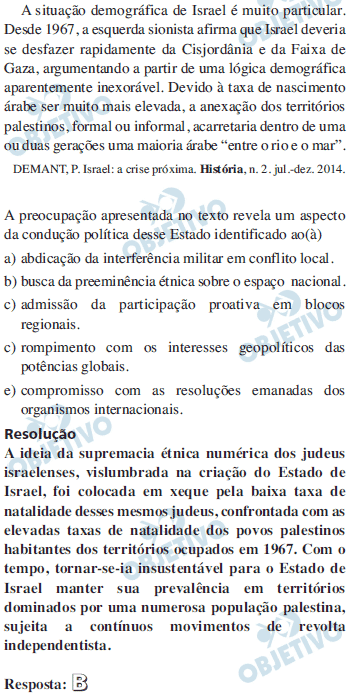 A situação demográfica de Israel é muito particular.
Desde 1967, a esquerda sionista afirma que Israel deveria
se desfazer rapidamente da Cisjordânia e da Faixa de
Gaza, argumentando a partir de uma lógica demográfica
aparentemente inexorável. Devido à taxa de nascimento
árabe ser muito mais elevada, a anexação dos territórios
palestinos, formal ou informal, acarretaria dentro de uma
ou duas gerações uma maioria árabe “entre o rio e o mar”.
DEMANT, P. Israel: a crise próxima. História, n. 2. jul.-dez. 2014.
A preocupação apresentada no texto revela um aspecto
da condução política desse Estado identificado ao(à)
a) abdicação da interferência militar em conflito local.
b) busca da preeminência étnica sobre o espaço nacional.
c) admissão da participação proativa em blocos
regionais.
c) rompimento com os interesses geopolíticos das
potências globais.
e) compromisso com as resoluções emanadas dos
organismos internacionais.
Resolução
A ideia da supremacia étnica numérica dos judeus
israelenses, vislumbrada na criação do Estado de
Israel, foi colocada em xeque pela baixa taxa de
natalidade desses mesmos judeus, confrontada com as
elevadas taxas de natalidade dos povos palestinos
habitantes dos territórios ocupados em 1967. Com o
tempo, tornar-se-ia insustentável para o Estado de
Israel manter sua prevalência em territórios
dominados por uma numerosa população palestina,
sujeita a contínuos movimentos de revolta
independentista.
Resposta: B
OBJETIVO
OBJETIVO
OBJETIVO
OBJETIVO
OBJETIVO
OBJETIVO
OBJETIVO
OBJETIVO